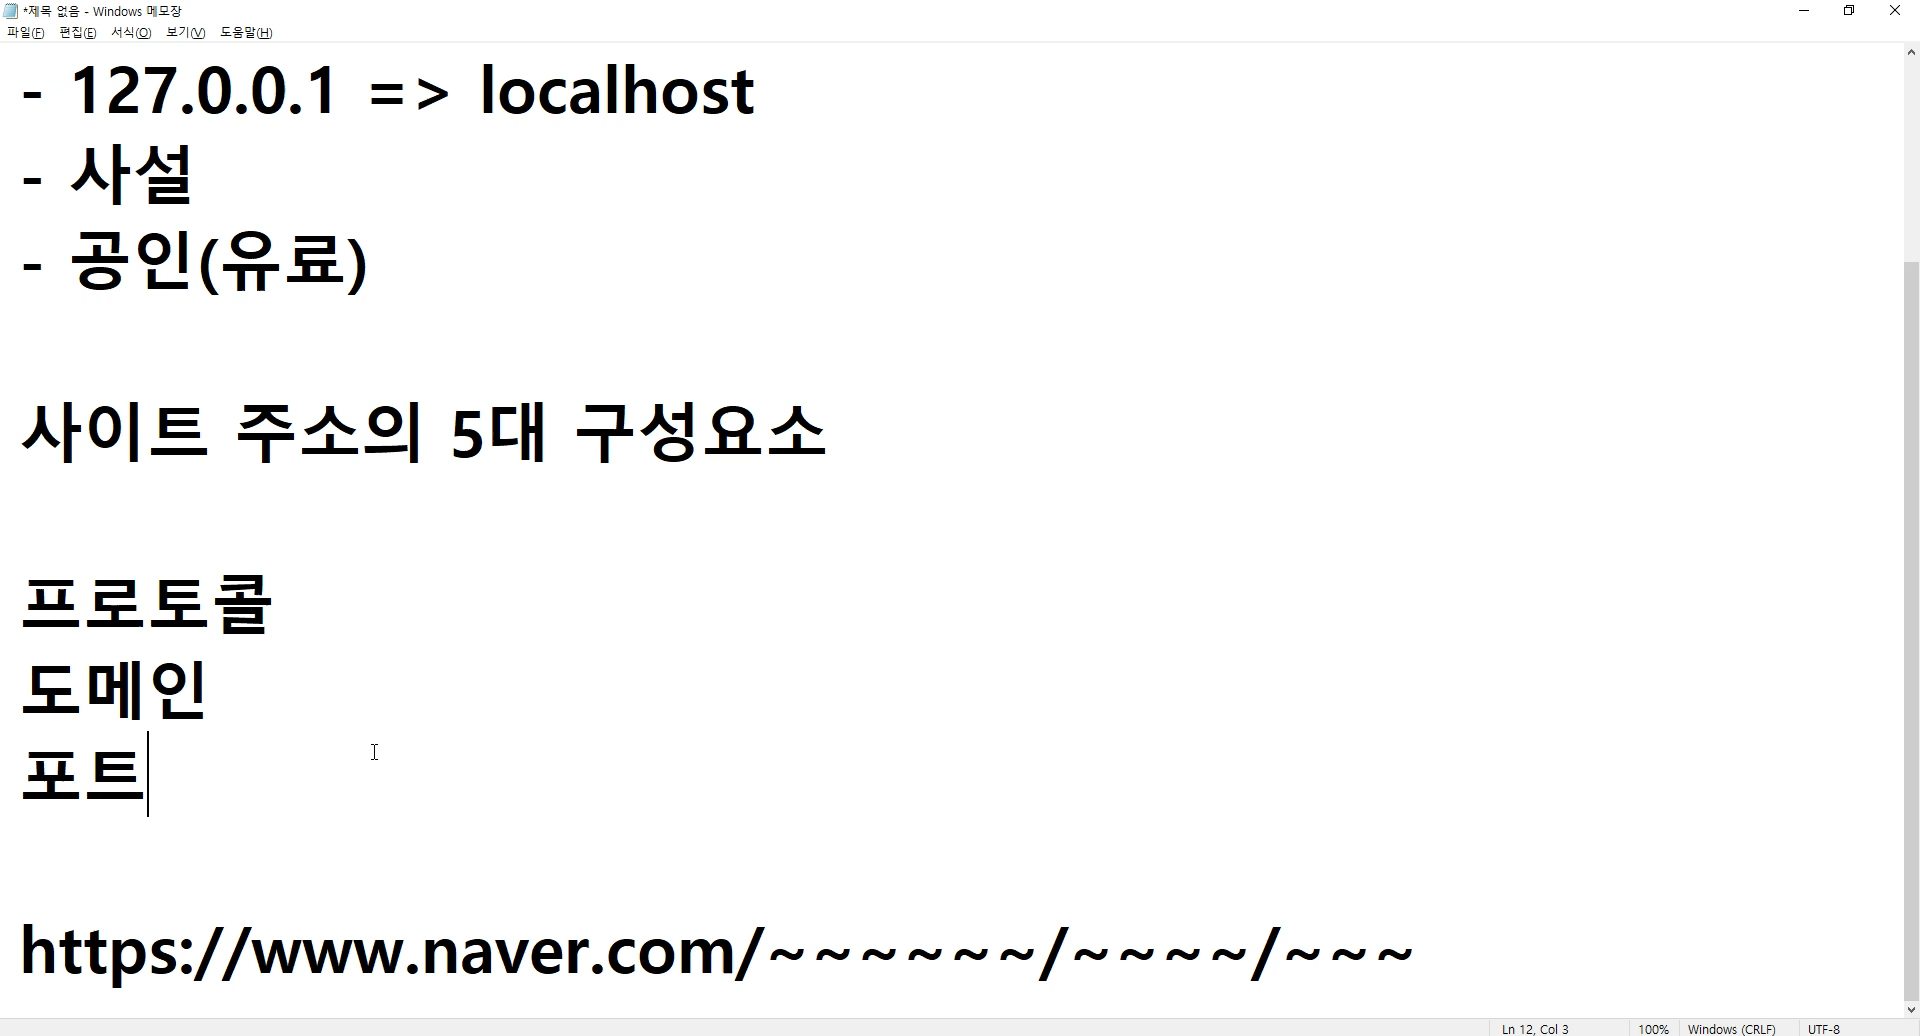 *제목 없음 - Windows 메모장
파일(F) 편집(E) 서식(O) 보기(V) 도움말(H)
- 127.0.0.1 => localhost
- 사설
- 공인(유료)
사이트 주소의 5대 구성요소
프로토콜
도메인
포트
https://www.naver.com/~~~~~~/~~~~/~~~
Ln 12, Col 3 100% Windows (CRLF) UTF-8